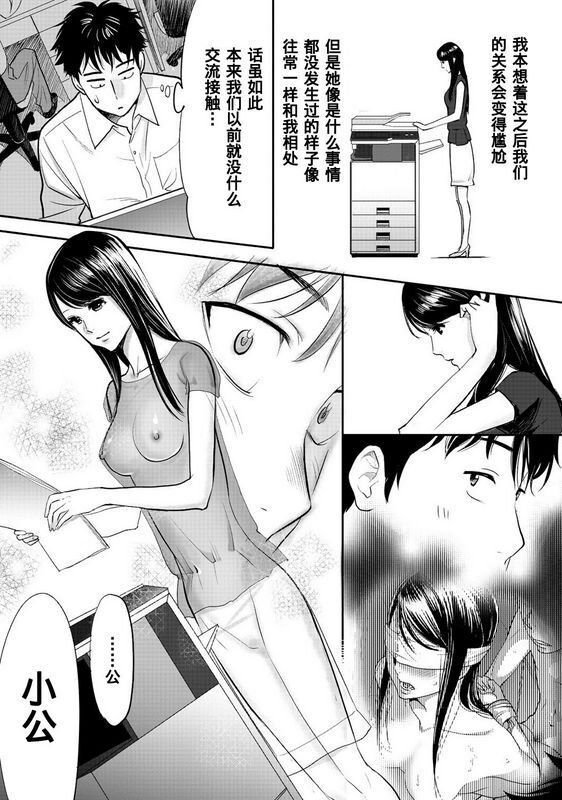 我本想着这之后我们
的关系会变得尴尬
但是她像是什么事情
都没发生过的样子像
往常一样和我相处
话虽如此
本来我们以前就没什么
交流接触…
……公
小公